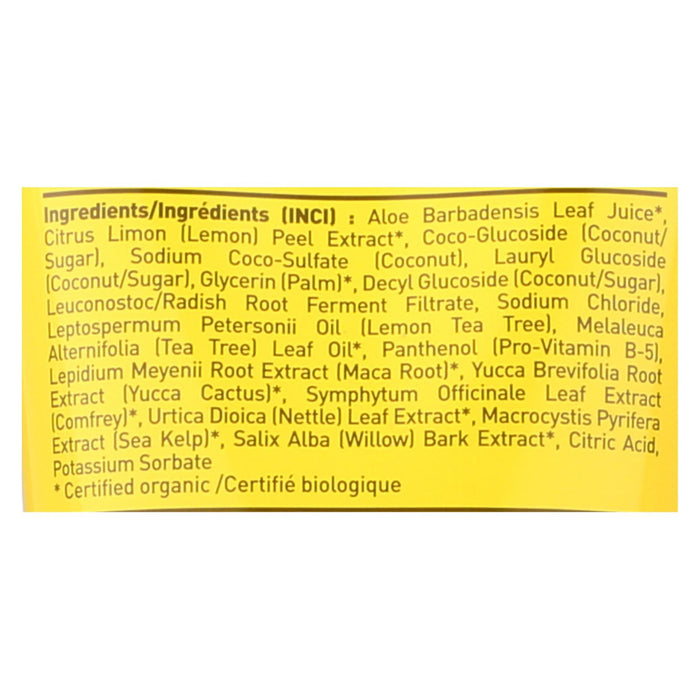 Ingredients/Ingrédients (INCI) : Aloe Barbadensis Leaf Juice*,
Citrus Limon (Lemon) Peel Extract*, Coco-Glucoside (Coconut/
Sugar), Sodium Coco-Sulfate (Coconut), Lauryl Glucoside
(Coconut/Sugar), Glycerin (Palm)*, Decyl Glucoside (Coconut/Sugar),
Leuconostoc/Radish Root Ferment Filtrate, Sodium Chloride,
Leptospermum Petersonii Oil (Lemon Tea Tree), Melaleuca
Alternifolia (Tea Tree) Leaf Oil*, Panthenol (Pro-Vitamin B-5),
Lepidium Meyenii Root Extract (Maca Root)*, Yucca Brevifolia Root
Extract (Yucca Cactus)*, Symphytum Officinale Leaf Extract
(Comfrey)*, Urtica Dioica (Nettle) Leaf Extract*, Macrocystis Pyrifera
Extract (Sea Kelp)*, Salix Alba (Willow) Bark Extract*, Citric Acid,
Potassium Sorbate
* Certified organic /Certifié biologique